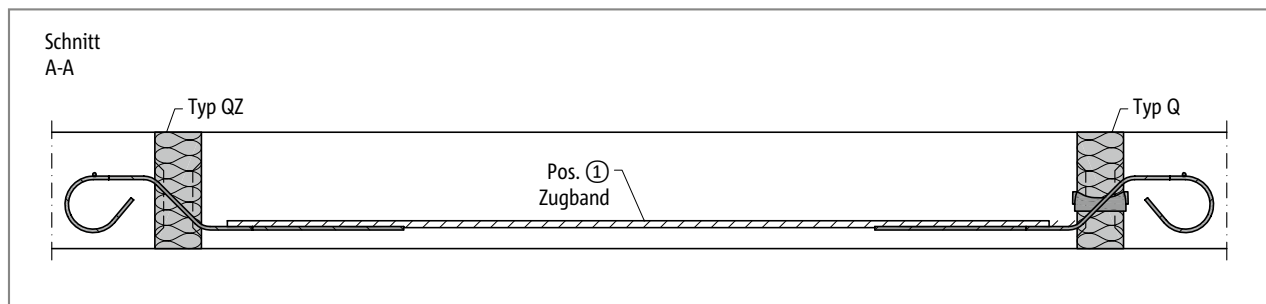 Schnitt
A-A
Typ QZ
Typ Q
Pos. ①
Zugband